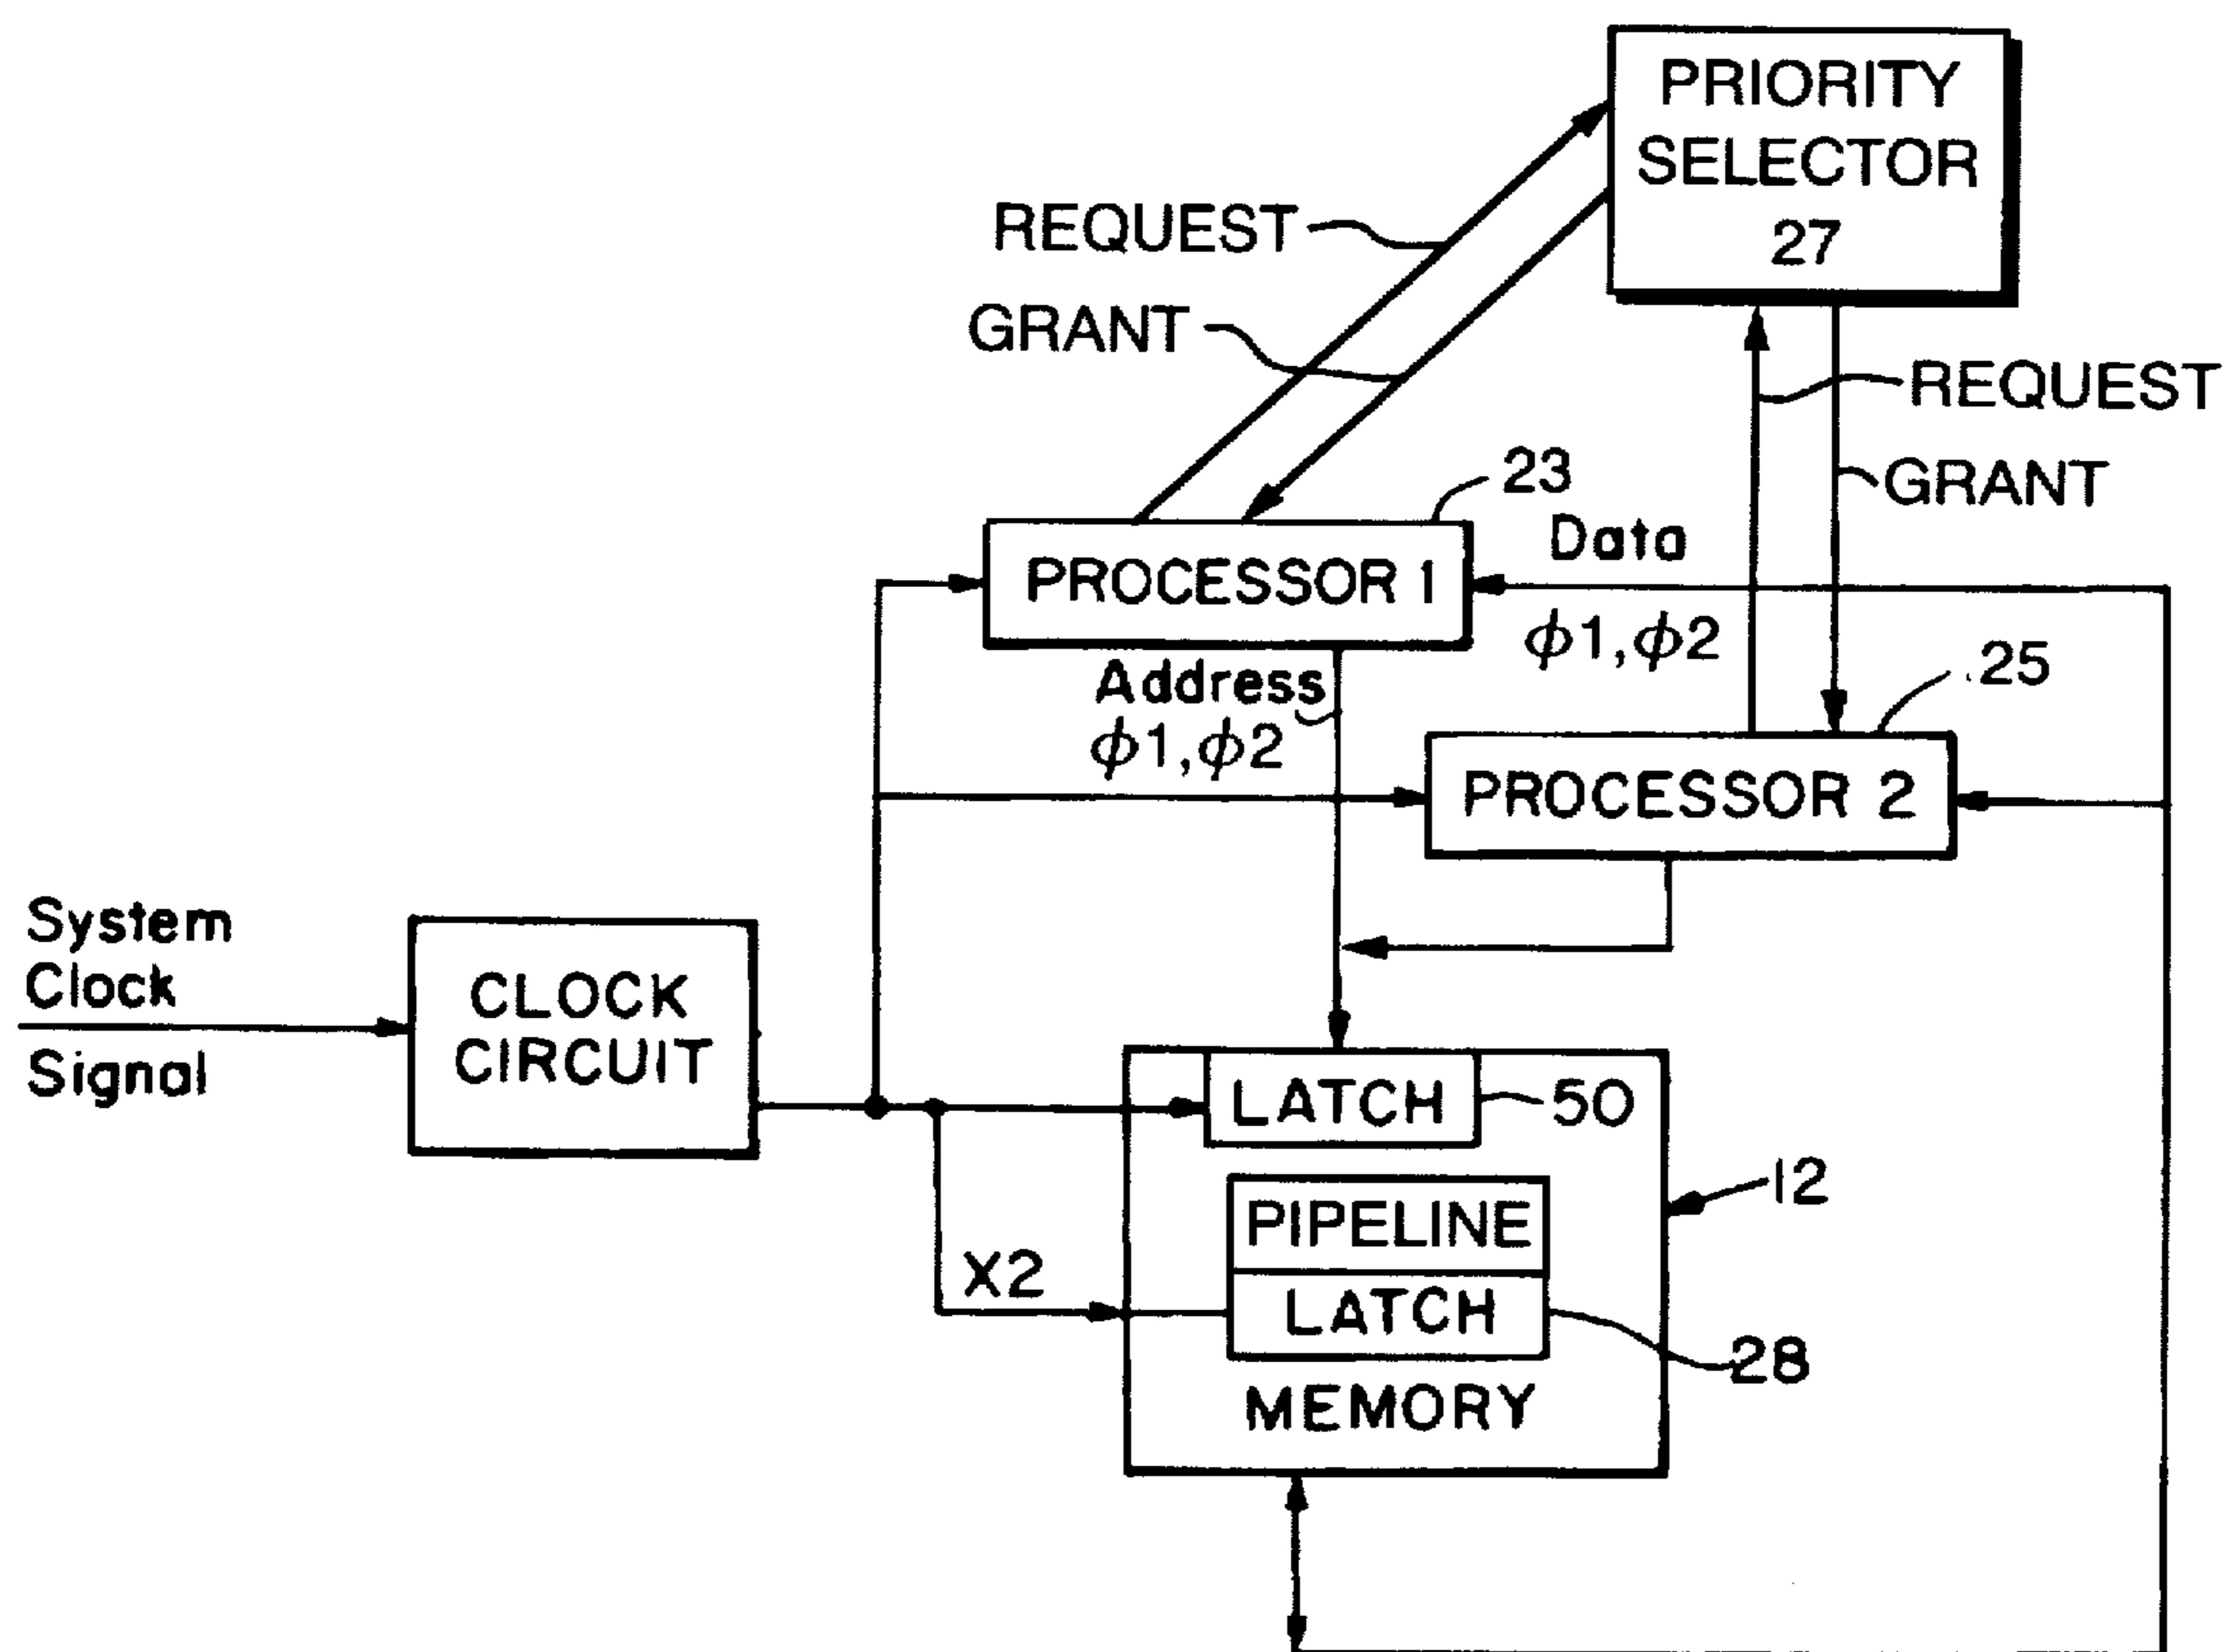 PRIORITY
SELECTOR
27
REQUEST
GRANT
REQUEST
GRANT
23
Data
PROCESSOR 1
ϕ1,ϕ2
Address
ϕ1,ϕ2
25
PROCESSOR 2
System
Clock
Signal
CLOCK
CIRCUIT
LATCH
50
12
PIPELINE
LATCH
X2
28
MEMORY